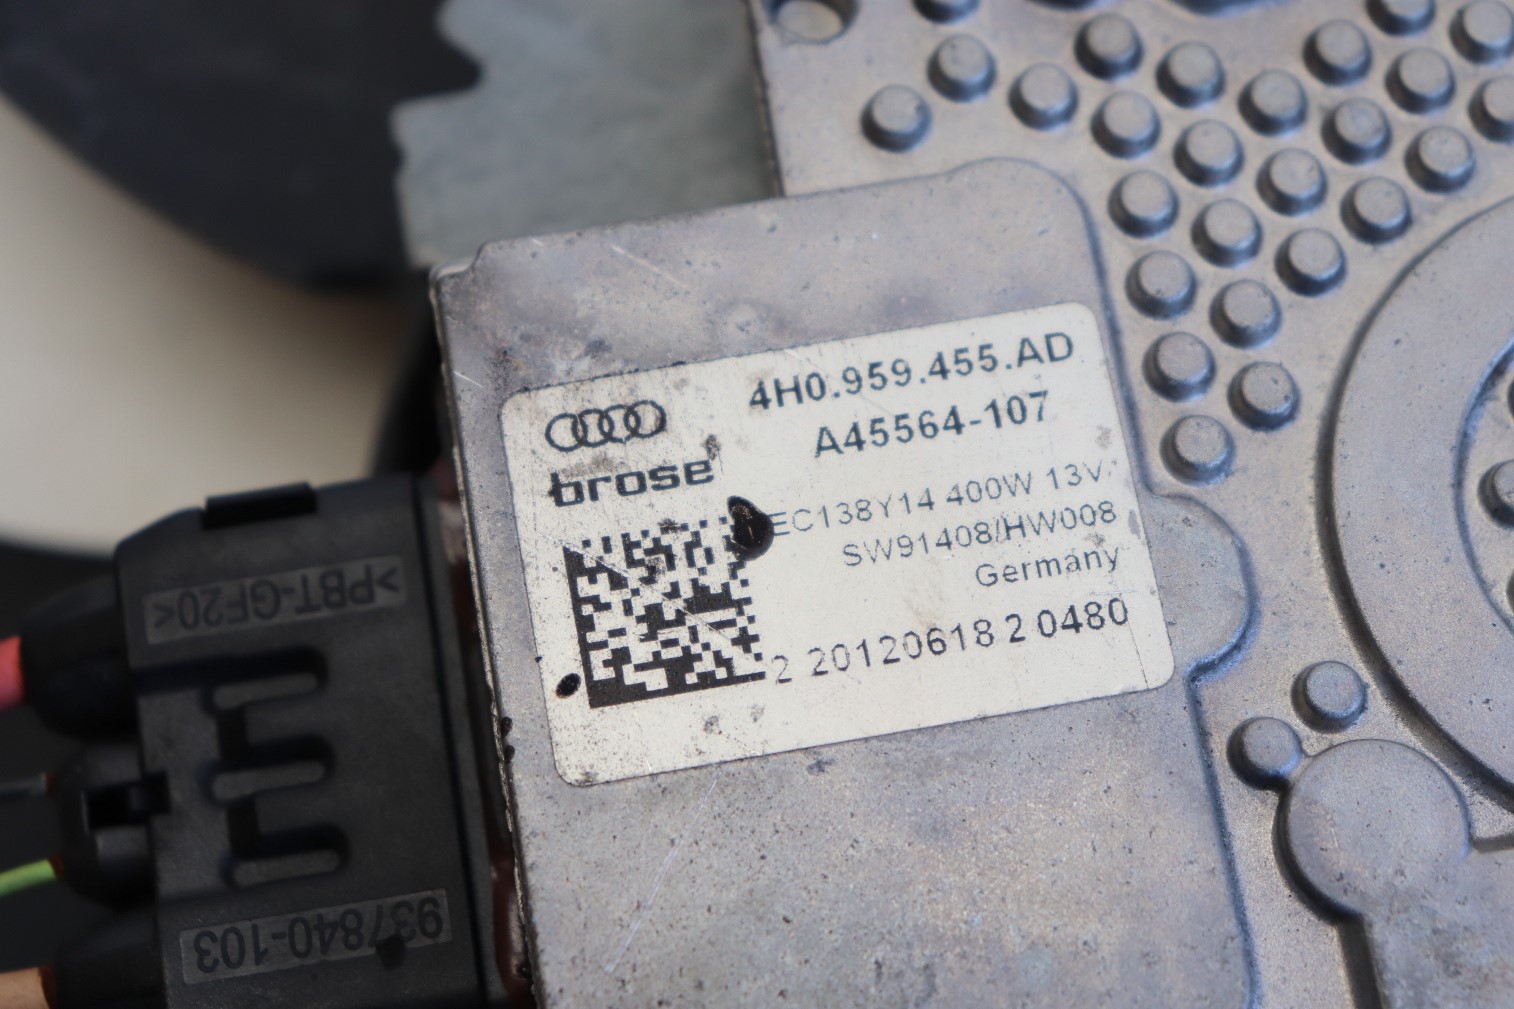 4H0.959.455.AD
A45564-107
brose
EC138Y14 400W 13V
SW91408/HW008
Germany
2 20120618 2 0480
>PBT-GF20<
937840-103